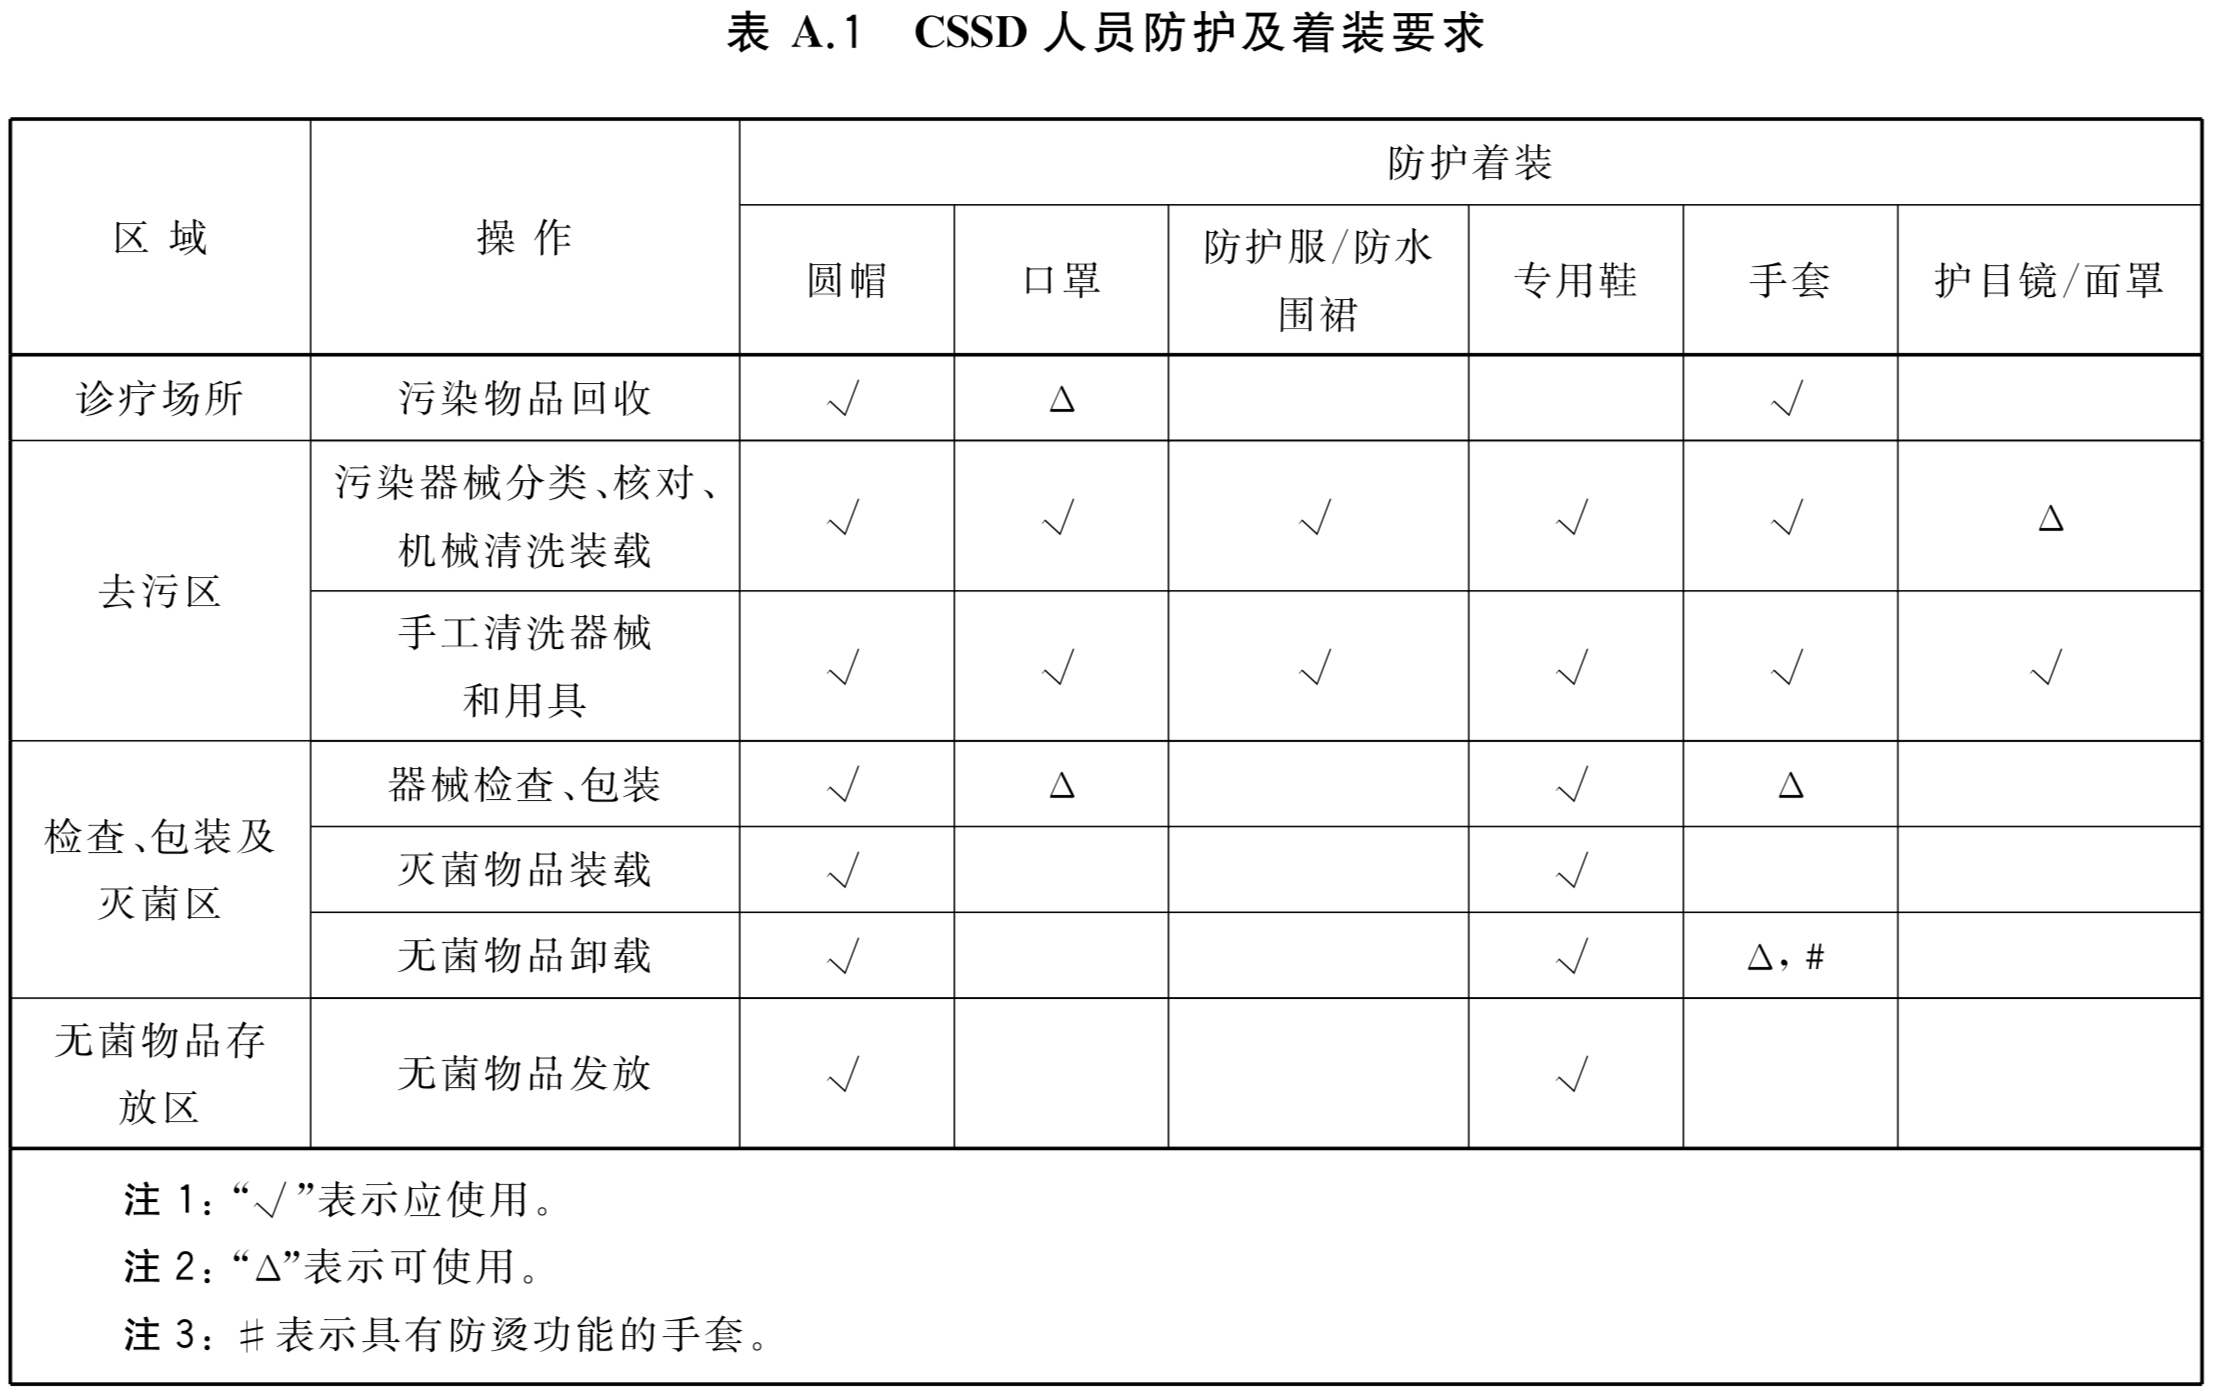 表 A.1 CSSD 人员防护及着装要求
区域 操作 防护着装
圆帽 口罩 防护服/防水 专用鞋 手套 护目镜/面罩
围裙
诊疗场所 污染物品回收 √ Δ √
去污区 污染器械分类、核对、 √ √ √ √ √ Δ
机械清洗装载
手工清洗器械 √ √ √ √ √ √
和用具
检查、包装及 器械检查、包装 √ Δ √ Δ
灭菌区 灭菌物品装载 √ √
无菌物品卸载 √ √ Δ, #
无菌物品存 无菌物品发放 √ √
放区
注 1: “√”表示应使用。
注 2: “Δ”表示可使用。
注 3: #表示具有防烫功能的手套。